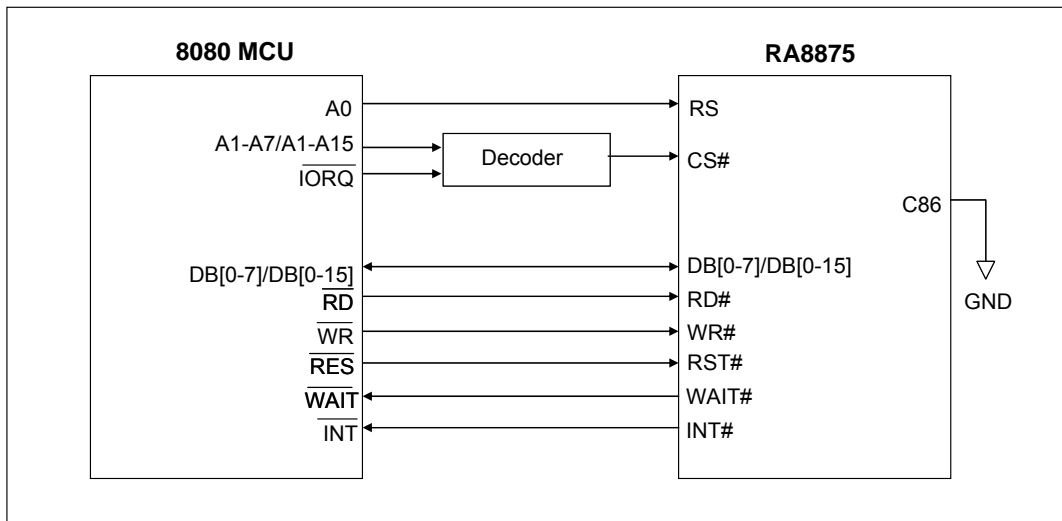 8080 MCU
RA8875
A0
RS
A1-A7/A1-A15
IORQ
Decoder
CS#
C86
DB[0-7]/DB[0-15]
DB[0-7]/DB[0-15]
RD
RD#
GND
WR
WR#
RES
RST#
WAIT
WAIT#
INT
INT#